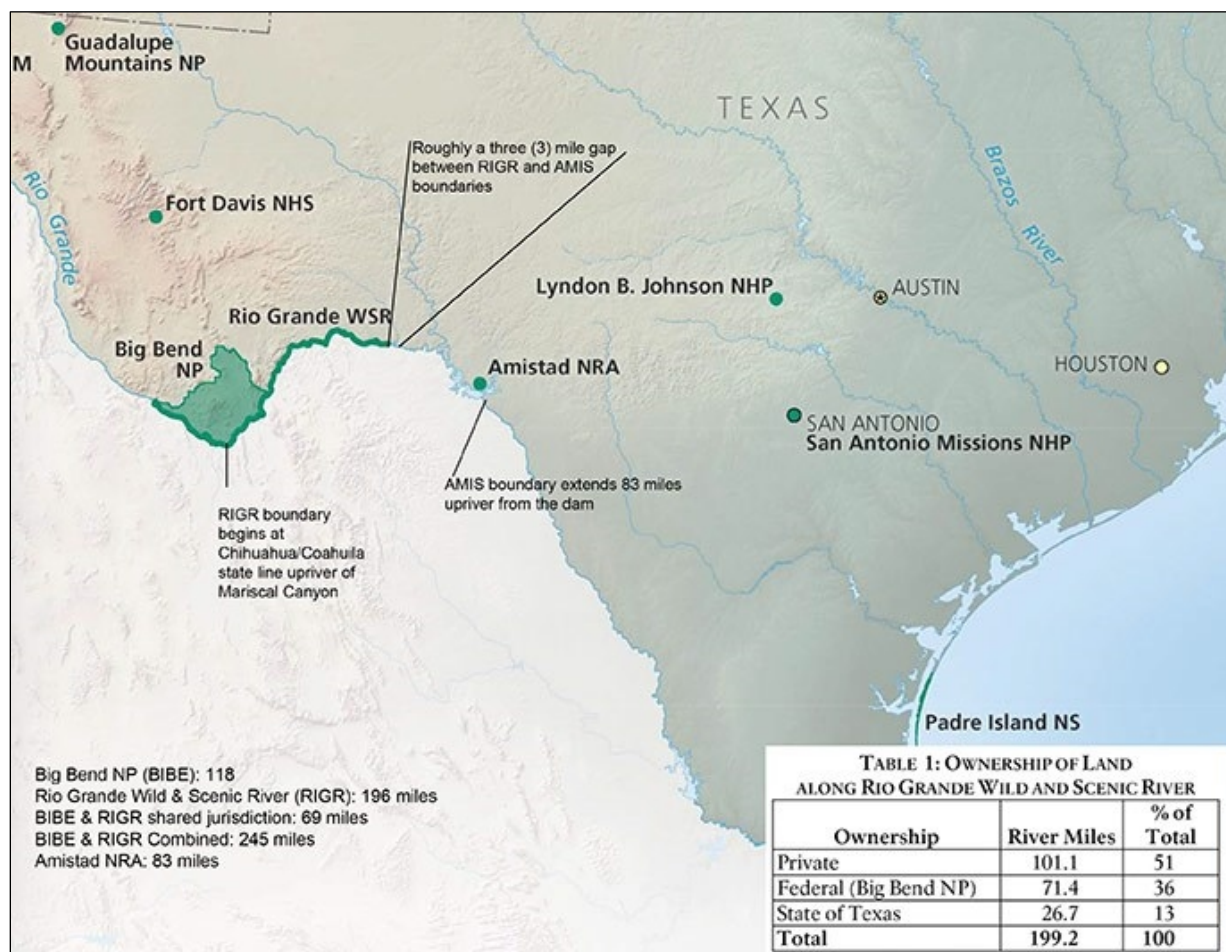 Guadalupe
Mountains NP
M
TEXAS
Roughly a three (3) mile gap
between RIGR and AMIS
boundaries
Brazos River
Rio Grande
Fort Davis NHS
Lyndon B. Johnson NHP
AUSTIN
Rio Grande WSR
Big Bend
NP
Amistad NRA
HOUSTON
SAN ANTONIO
San Antonio Missions NHP
AMIS boundary extends 83 miles
upriver from the dam
RIGR boundary
begins at
Chihuahua/Coahuila
state line upriver of
Mariscal Canyon
Padre Island NS
Big Bend NP (BIBE): 118
Rio Grande Wild & Scenic River (RIGR): 196 miles
BIBE & RIGR shared jurisdiction: 69 miles
BIBE & RIGR Combined: 245 miles
Amistad NRA: 83 miles
TABLE 1: OWNERSHIP OF LAND
ALONG RIO GRANDE WILD AND SCENIC RIVER
Ownership River Miles % of Total
Private 101.1 51
Federal (Big Bend NP) 71.4 36
State of Texas 26.7 13
Total 199.2 100